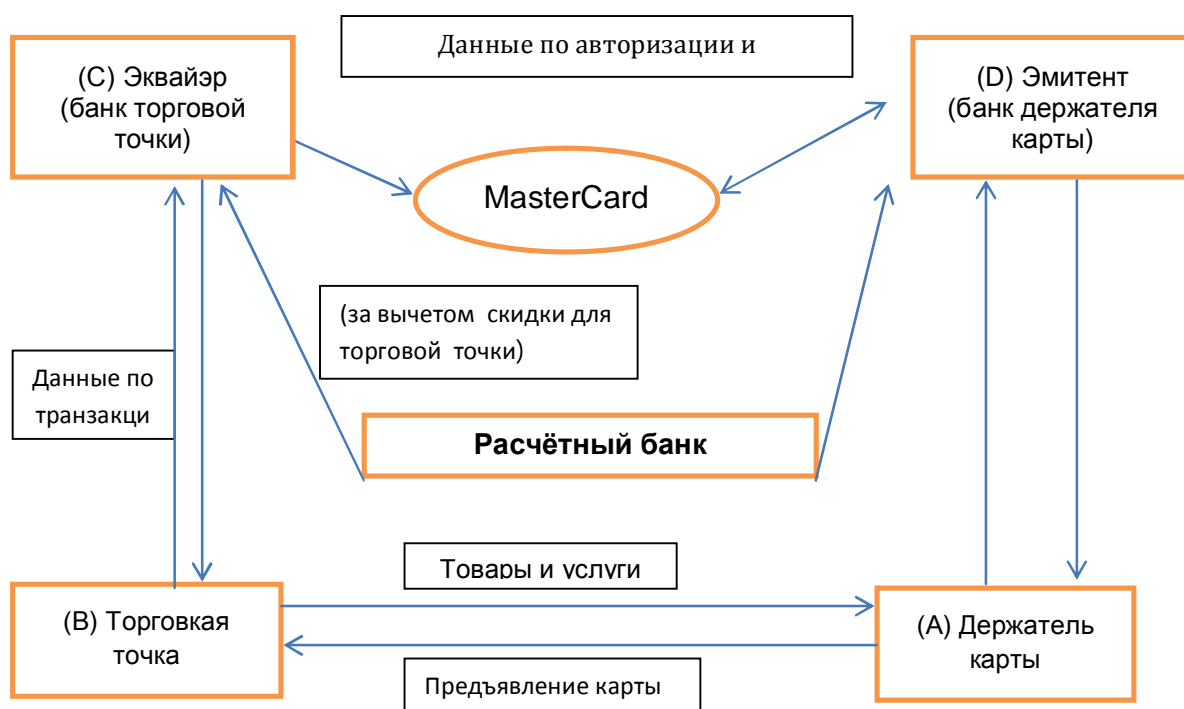 Данные по авторизации и
(C) Эквайэр
(банк торговой
точки)
(D) Эмитент
(банк держателя
карты)
MasterCard
(за вычетом скидки для
торговой точки)
Данные по
транзакци
Расчётный банк
Товары и услуги
(B) Торговкая
точка
(A) Держатель
карты
Предъявление карты